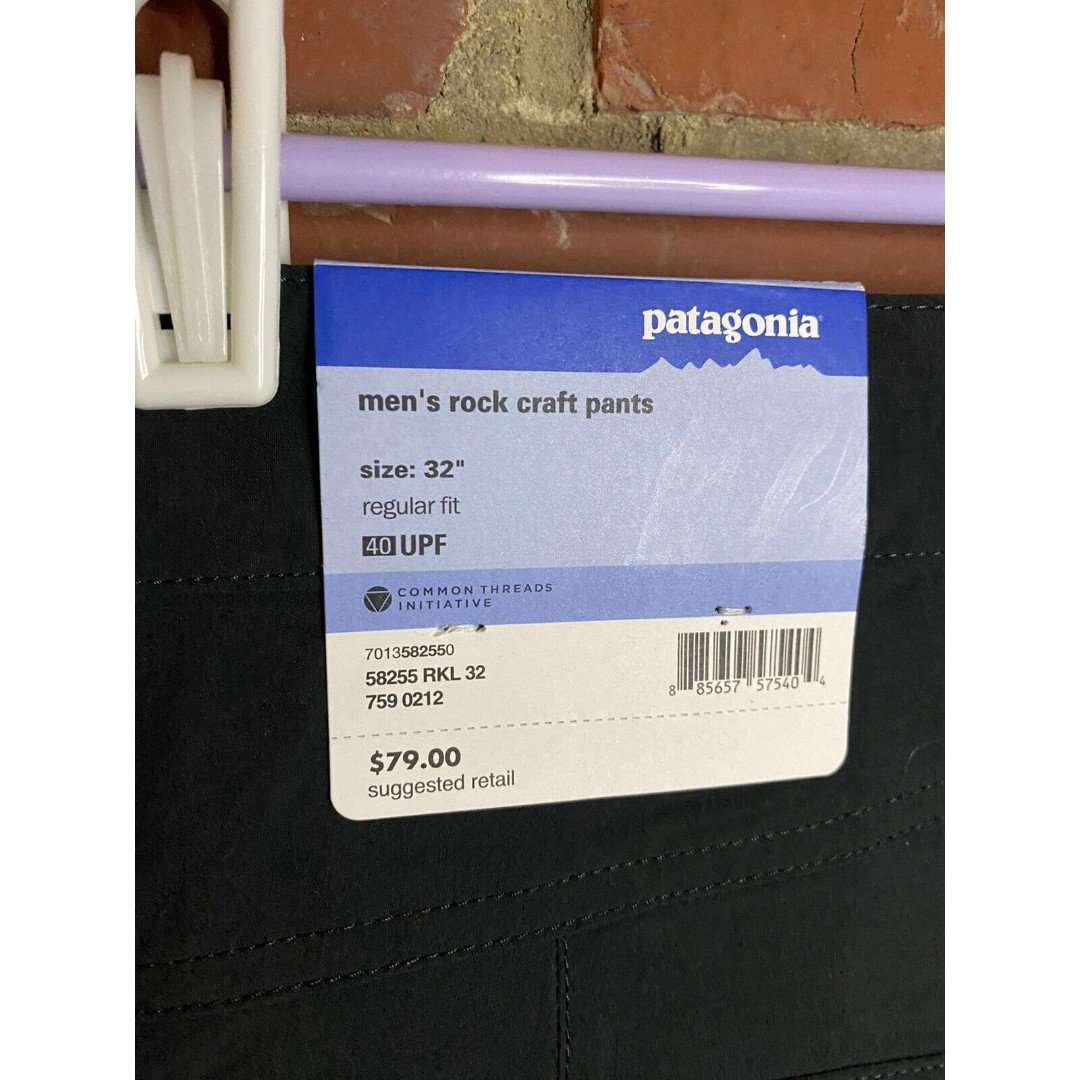 patagonia®
men's rock craft pants
size: 32"
regular fit
40 UPF
COMMON THREADS
INITIATIVE
7013582550
58255 RKL 32
759 0212
8 85657 57540 4
$79.00
suggested retail